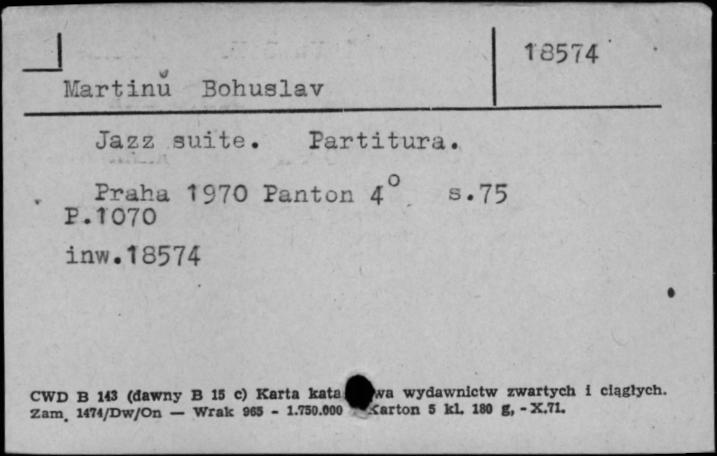 18574
Martinů Bohuslav
Jazz suite. Partitura.
Praha 1970 Panton 4° s.75
P.1070
inw.18574
CWD B 143 (dawny B 15 c) Karta kata wa wydawnictw zwartych i ciągłych.
Zam. 1474/Dw/On — Wrak 965 - 1.750.000 Karton 5 kl. 180 g, - X.71.